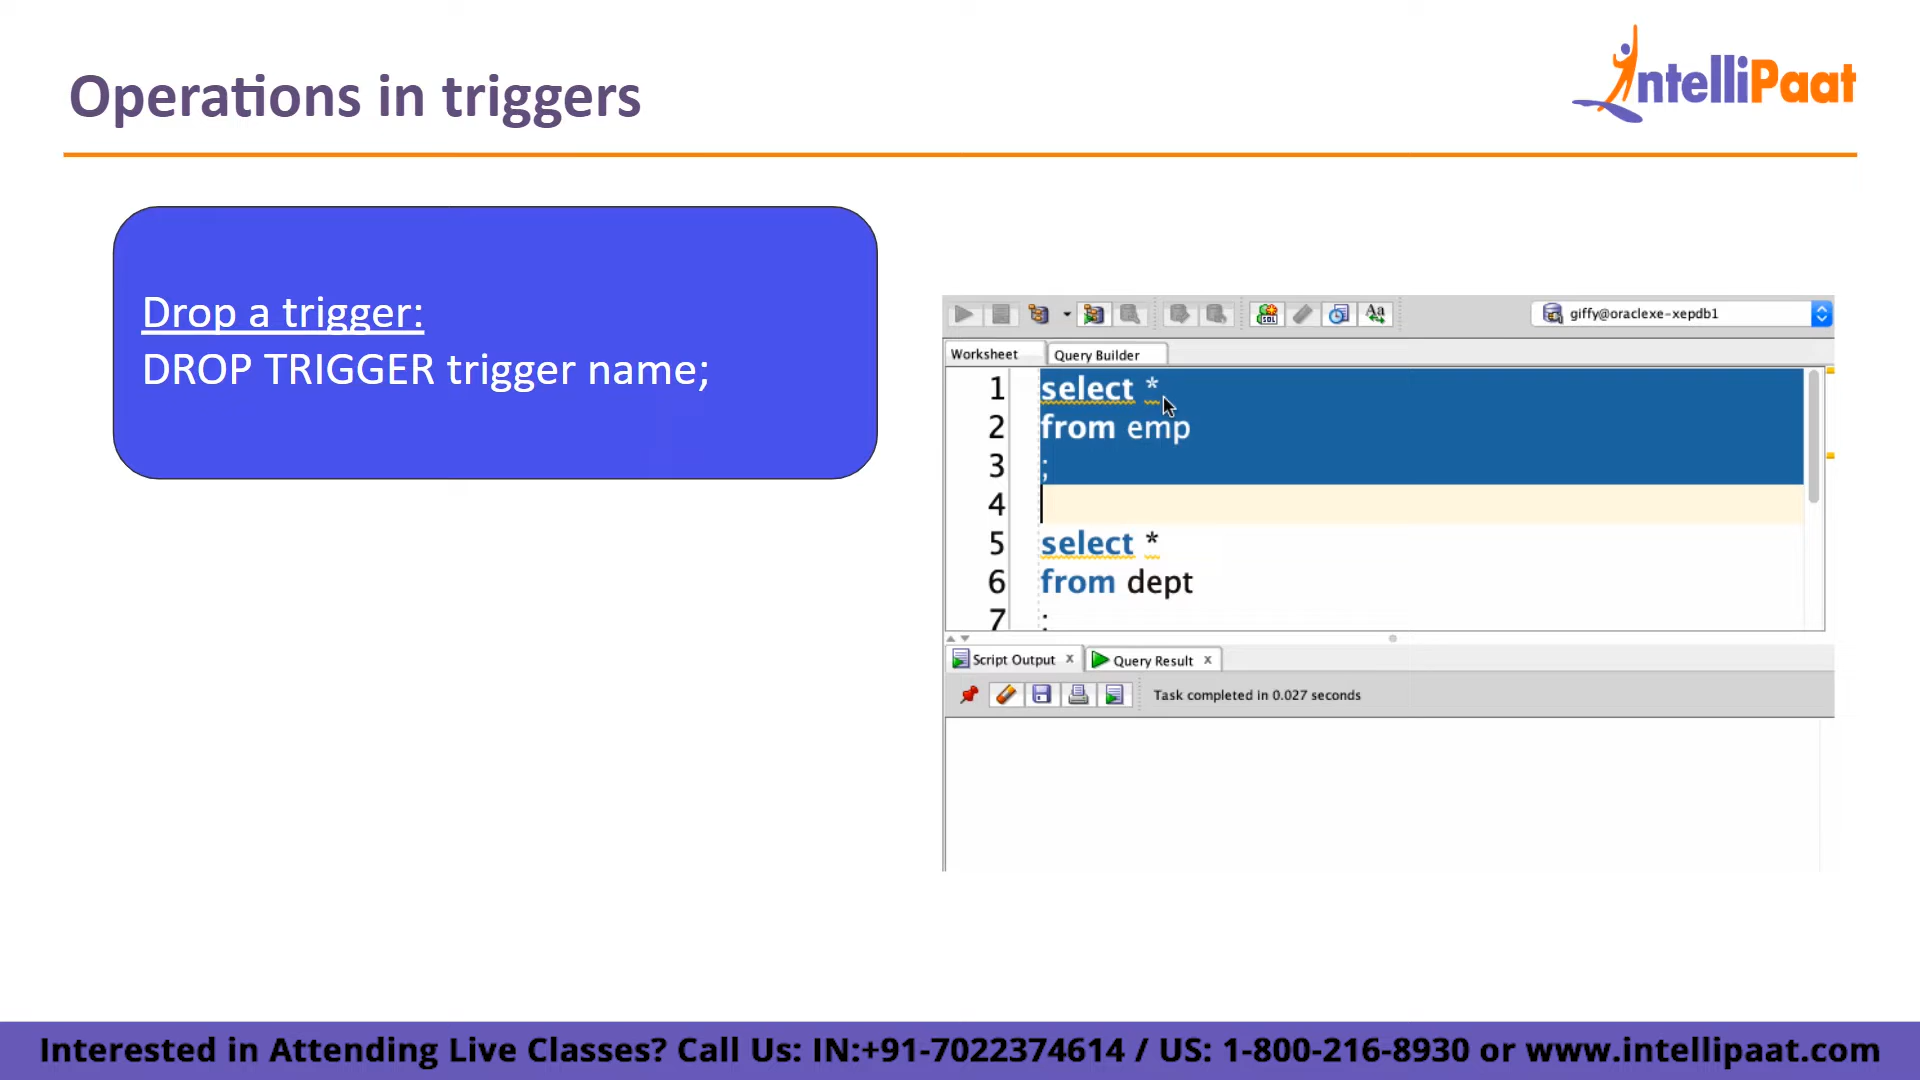 Operations in triggers
IntelliPaat
Drop a trigger:
DROP TRIGGER trigger name;
SQL
Aa
giffy@oraclexe-xepdb1
Worksheet
Query Builder
1 select *
2 from emp
3 ;
4
5 select *
6 from dept
7 ;
Script Output x
Query Result x
Task completed in 0.027 seconds
Interested in Attending Live Classes? Call Us: IN:+91-7022374614 / US: 1-800-216-8930 or www.intellipaat.com